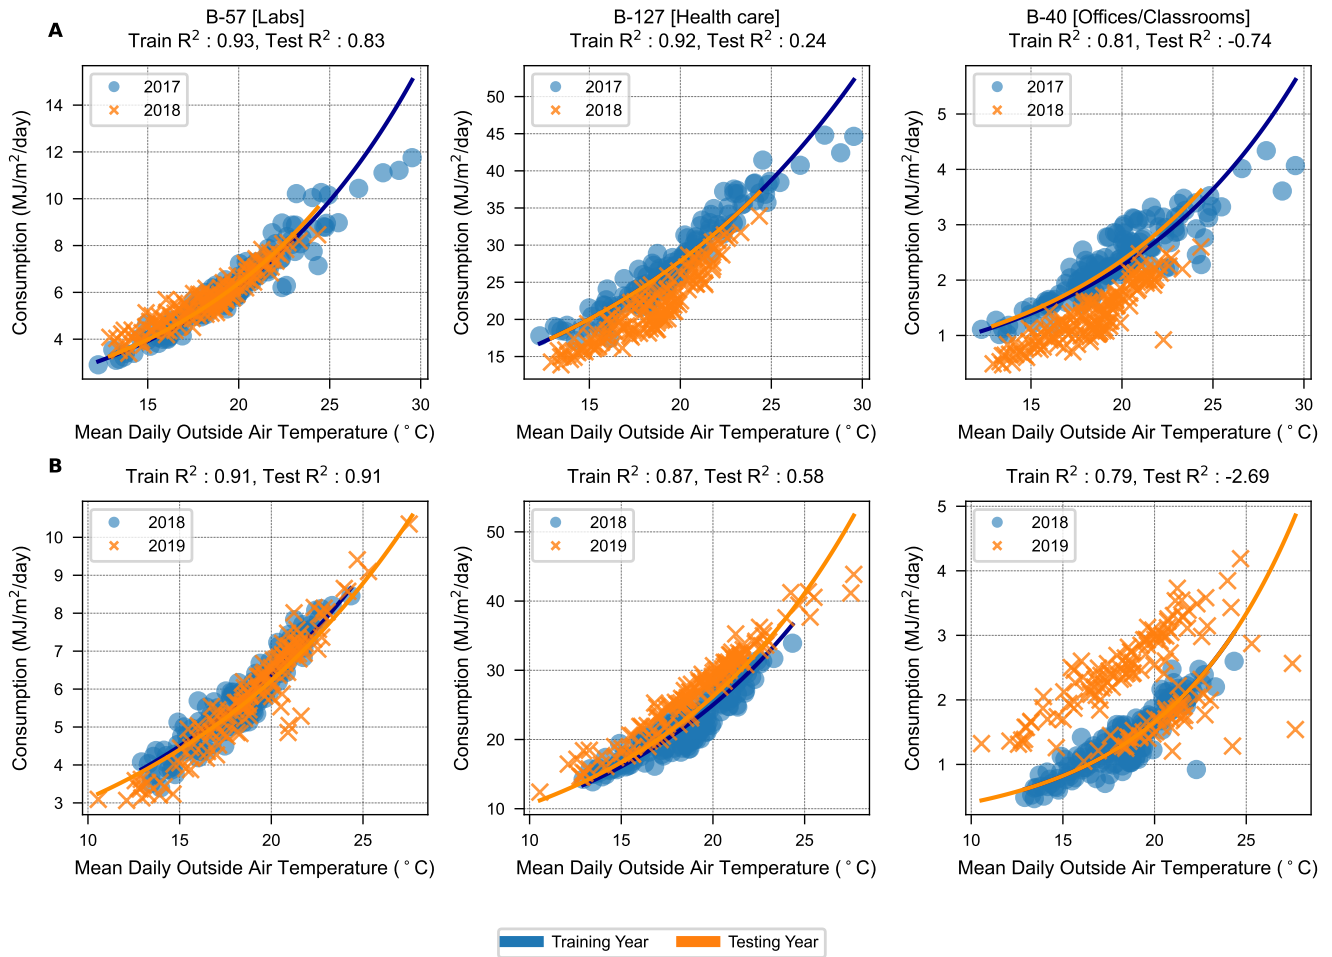 A
B-57 [Labs]
Train R² : 0.93, Test R² : 0.83
2017
2018
Consumption (MJ/m²/day)
14
12
10
8
6
4
15
20
25
30
Mean Daily Outside Air Temperature (°C)
B-127 [Health care]
Train R² : 0.92, Test R² : 0.24
2017
2018
Consumption (MJ/m²/day)
50
45
40
35
30
25
20
15
15
20
25
30
Mean Daily Outside Air Temperature (°C)
B-40 [Offices/Classrooms]
Train R² : 0.81, Test R² : -0.74
2017
2018
Consumption (MJ/m²/day)
5
4
3
2
1
15
20
25
30
Mean Daily Outside Air Temperature (°C)
B
Train R² : 0.91, Test R² : 0.91
2018
2019
Consumption (MJ/m²/day)
10
9
8
7
6
5
4
3
10
15
20
25
Mean Daily Outside Air Temperature (°C)
Train R² : 0.87, Test R² : 0.58
2018
2019
Consumption (MJ/m²/day)
50
40
30
20
10
10
15
20
25
Mean Daily Outside Air Temperature (°C)
Train R² : 0.79, Test R² : -2.69
2018
2019
Consumption (MJ/m²/day)
5
4
3
2
1
10
15
20
25
Mean Daily Outside Air Temperature (°C)
Training Year
Testing Year